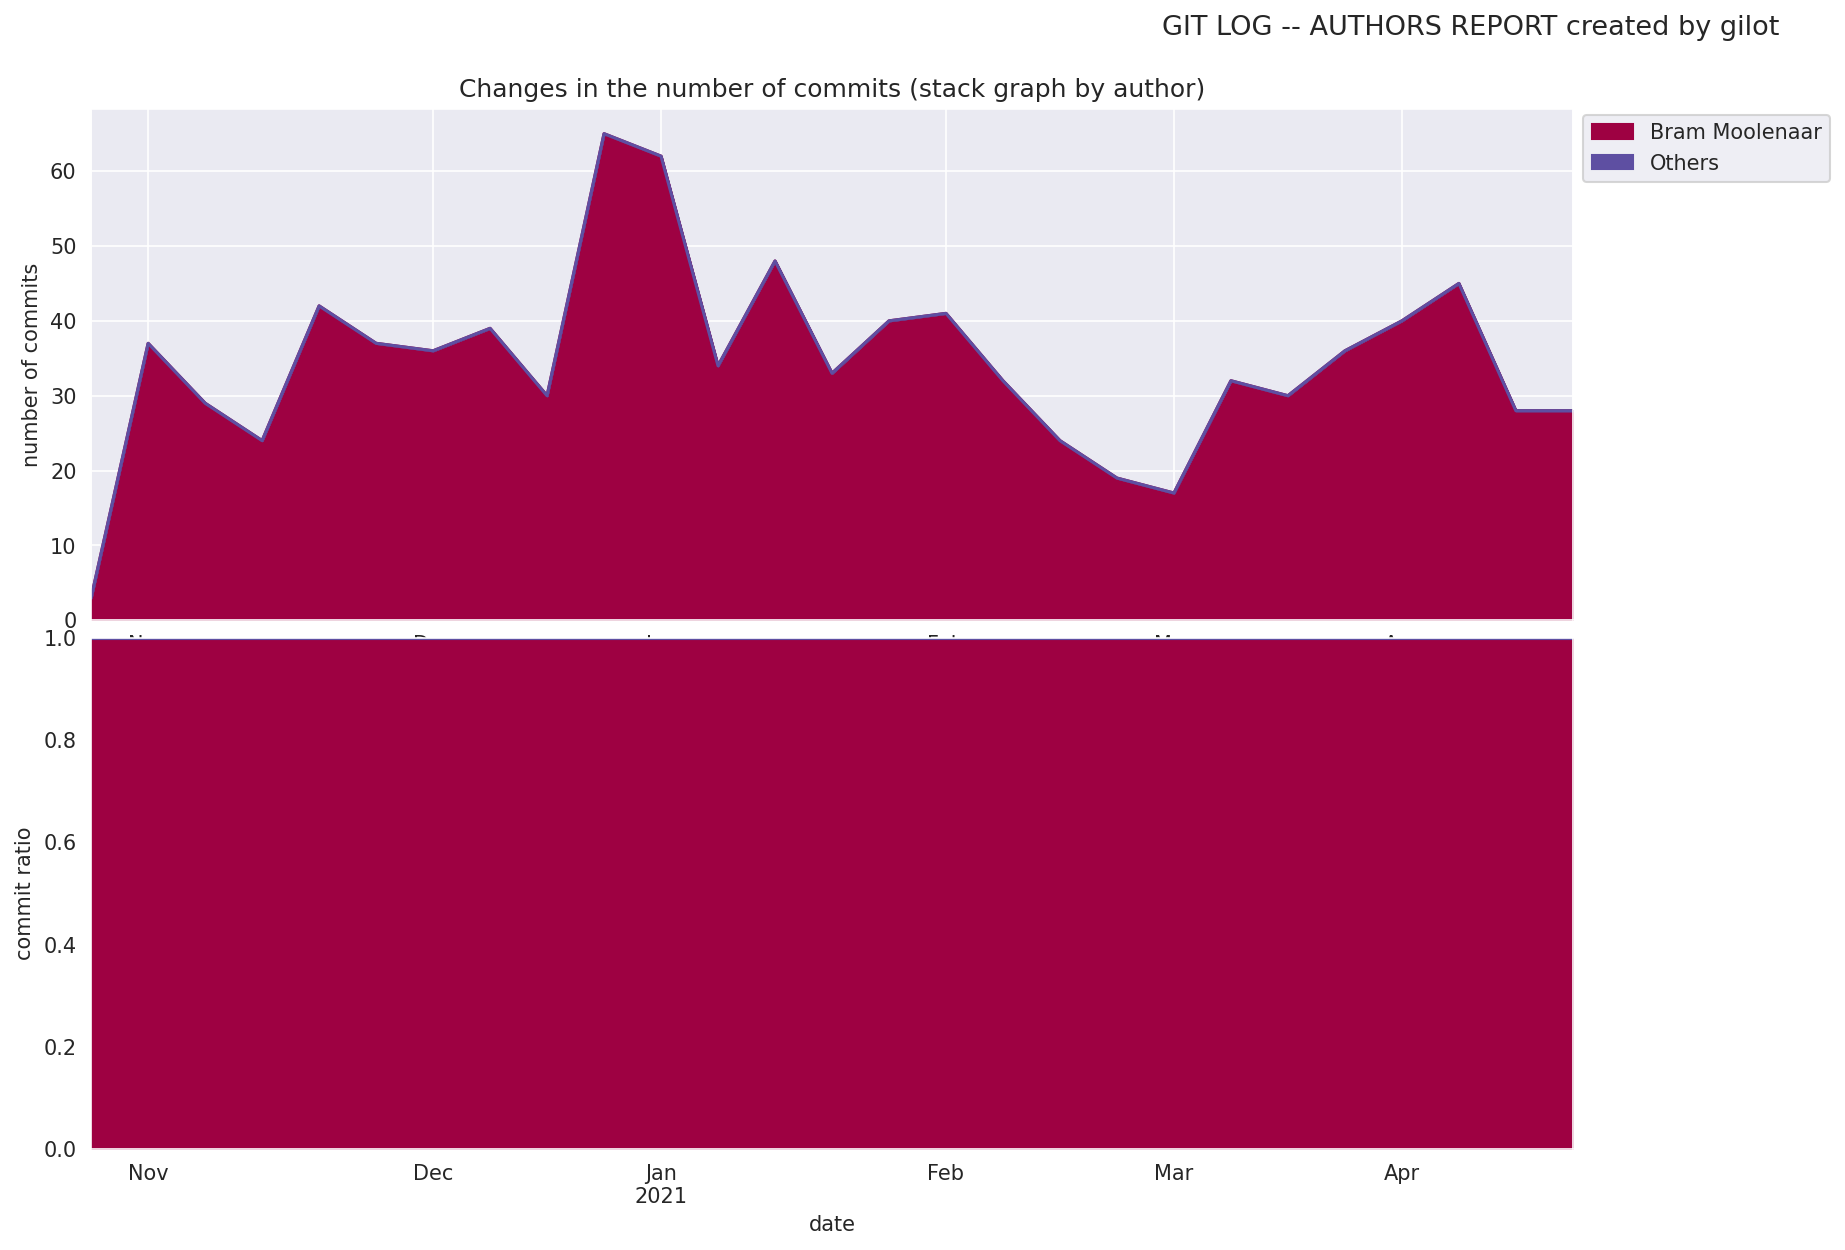 GIT LOG -- AUTHORS REPORT created by gilot
Changes in the number of commits (stack graph by author)
Bram Moolenaar
Others
number of commits
60
50
40
30
20
10
0
commit ratio
1.0
0.8
0.6
0.4
0.2
0.0
Nov
Dec
Jan
Feb
Mar
Apr
2021
date